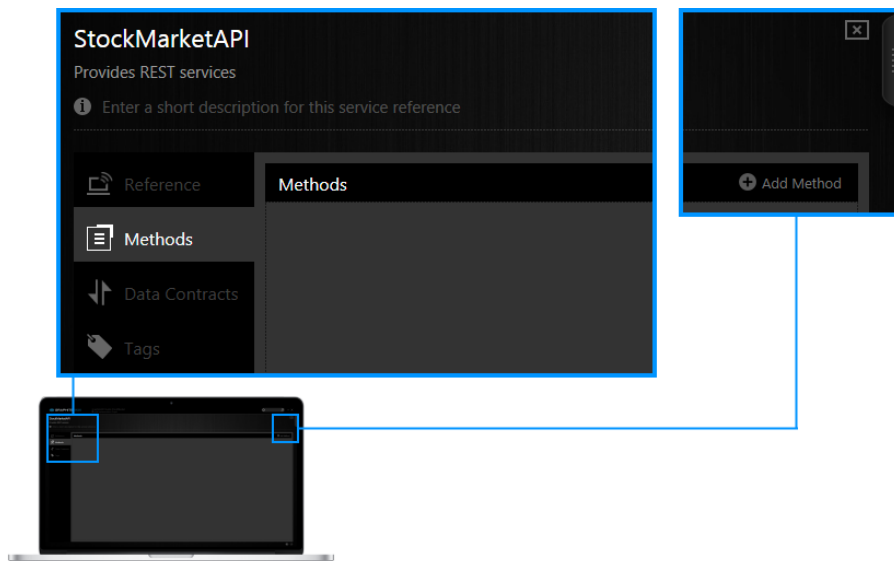 StockMarketAPI
Provides REST services
Enter a short description for this service reference
Reference
Methods
Data Contracts
Tags
Methods
Add Method